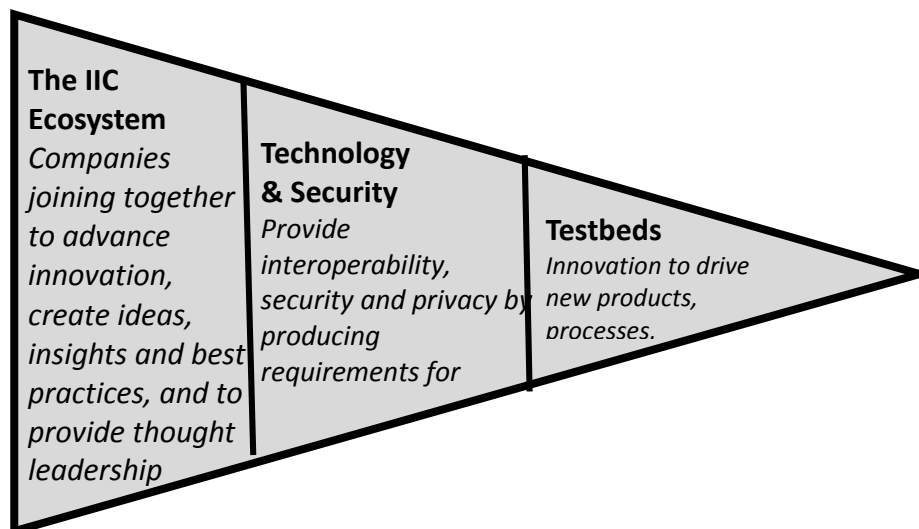 The IIC
Ecosystem
Companies
joining together
to advance
innovation,
create ideas,
insights and best
practices, and to
provide thought
leadership
Technology
& Security
Provide
interoperability,
security and privacy by
producing
requirements for
Testbeds
Innovation to drive
new products,
processes.